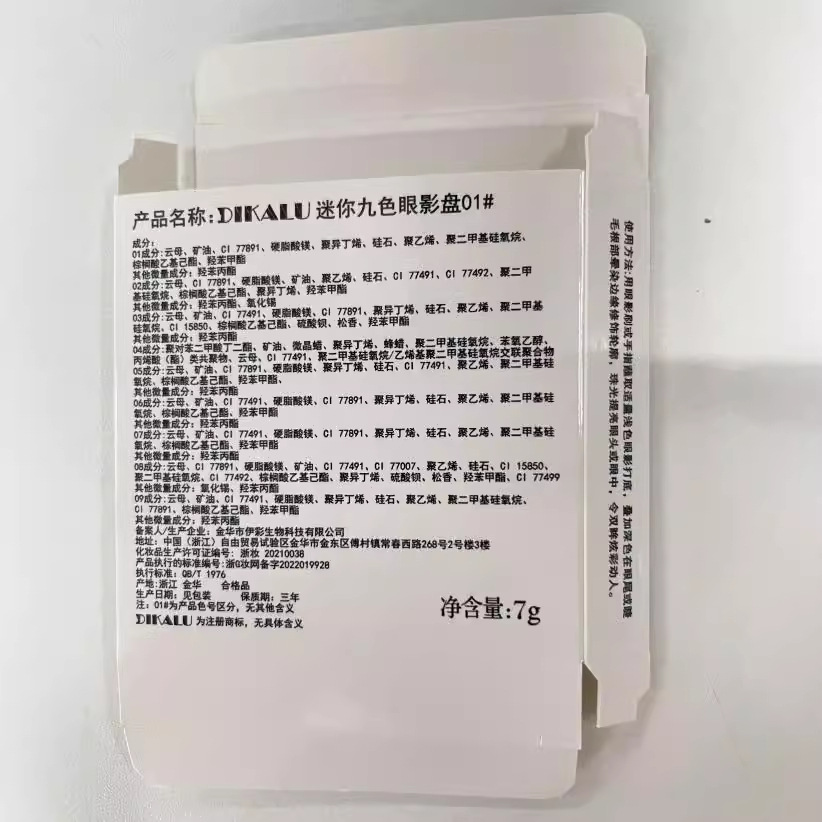 产品名称:DIKALU 迷你九色眼影盘01#
成分:
01成分:云母、矿油、CI 77891、硬脂酸镁、聚异丁烯、硅石、聚乙烯、聚二甲基硅氧烷、
棕榈酸乙基己酯、羟苯甲酯
其他微量成分: 羟苯丙酯
02成分:云母、CI 77891、硬脂酸镁、矿油、聚乙烯、硅石、CI 77491、CI 77492、聚二甲
基硅氧烷、棕榈酸乙基己酯、聚异丁烯、羟苯甲酯
其他微量成分: 羟苯丙酯、氧化锡
03成分:云母、矿油、CI 77491、硬脂酸镁、CI 77891、聚异丁烯、硅石、聚乙烯、聚二甲基
硅氧烷、CI 15850、棕榈酸乙基己酯、硫酸钡、松香、羟苯甲酯
其他微量成分: 羟苯丙酯
04成分:聚对苯二甲酸丁二酯、矿油、微晶蜡、聚异丁烯、蜂蜡、聚二甲基硅氧烷、苯氧乙醇、
丙烯酸(酯)类共聚物、云母、CI 77491、聚二甲基硅氧烷/乙烯基聚二甲基硅氧烷交联聚合物
05成分:云母、矿油、CI 77891、硬脂酸镁、聚异丁烯、硅石、CI 77491、聚乙烯、聚二甲基硅
氧烷、棕榈酸乙基己酯、羟苯甲酯、
其他微量成分: 羟苯丙酯
06成分:云母、矿油、CI 77491、硬脂酸镁、CI 77891、聚异丁烯、硅石、聚乙烯、聚二甲基硅
氧烷、棕榈酸乙基己酯、羟苯甲酯
其他微量成分: 羟苯丙酯
07成分:云母、矿油、CI 77491、硬脂酸镁、CI 77891、聚异丁烯、硅石、聚乙烯、聚二甲基硅
氧烷、棕榈酸乙基己酯、羟苯甲酯
其他微量成分: 羟苯丙酯
08成分:云母、CI 77891、硬脂酸镁、矿油、CI 77491、CI 77007、聚乙烯、硅石、CI 15850、
聚二甲基硅氧烷、CI 77492、棕榈酸乙基己酯、聚异丁烯、硫酸钡、松香、羟苯甲酯、CI 77499
其他微量成分: 氧化锡、羟苯丙酯
09成分:云母、矿油、CI 77491、硬脂酸镁、聚异丁烯、硅石、聚乙烯、聚二甲基硅氧烷、
CI 77891、棕榈酸乙基己酯、羟苯甲酯
其他微量成分: 羟苯丙酯
备案人/生产企业: 金华市伊彩生物科技有限公司
地址: 中国(浙江)自由贸易试验区金华市金东区傅村镇常春西路268号2号楼3楼
化妆品生产许可证编号: 浙妆 20210038
产品执行的标准编号:浙G妆网备字2022019928
执行标准: QB/T 1976
产地:浙江 金华 合格品
生产日期: 见包装 保质期: 三年
注: 01#为产品色号区分, 无其他含义
DIKALU 为注册商标, 无具体含义
净含量:7g
使用方法:用眼影刷或手指蘸取适量浅色眼影打底, 叠加深色在眼尾或睫
毛根部晕染边缘修饰轮廓, 珠光提亮眼头或眼中, 令双眸炫彩动人。